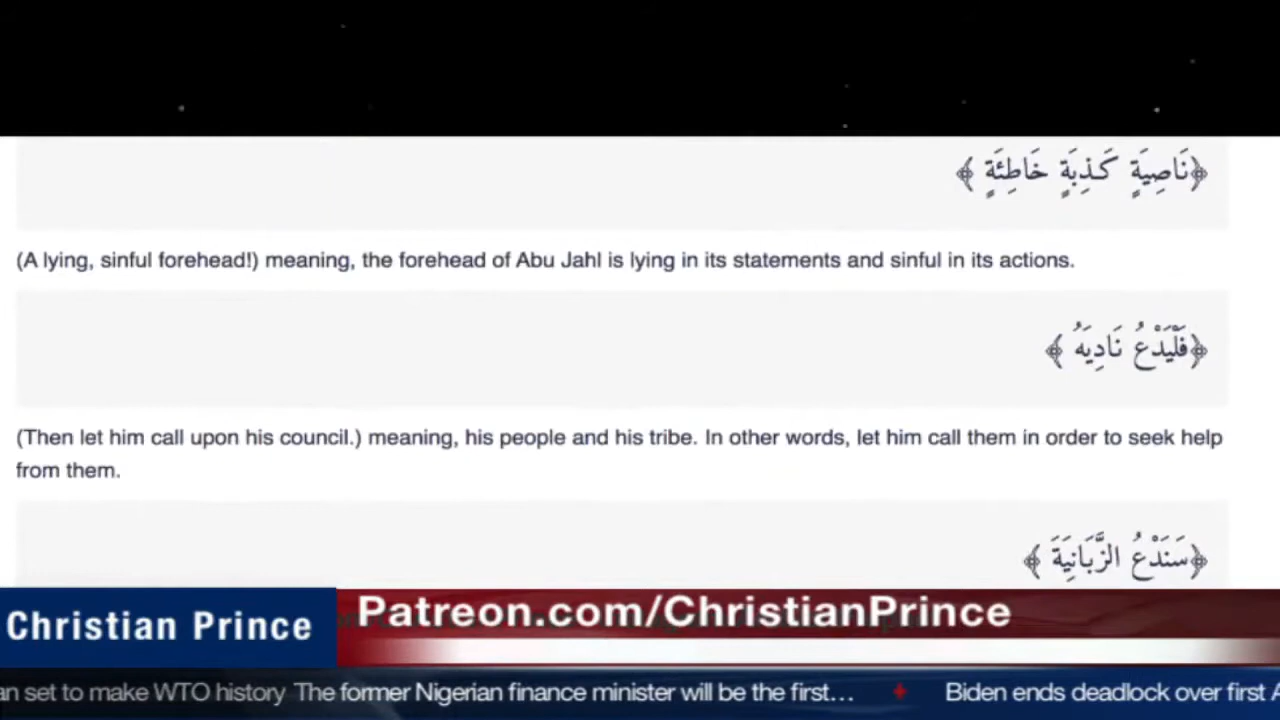 ﴿نَاصِيَةٍ كَـذِبَةٍ خَاطِئَةٍ ﴾
(A lying, sinful forehead!) meaning, the forehead of Abu Jahl is lying in its statements and sinful in its actions.
﴿فَلْيَدْعُ نَادِيَهُ ﴾
(Then let him call upon his council.) meaning, his people and his tribe. In other words, let him call them in order to seek help
from them.
﴿سَنَدْعُ الزَّبَانِيَةَ ﴾
Christian Prince
Patreon.com/ChristianPrince
an set to make WTO history The former Nigerian finance minister will be the first... + Biden ends deadlock over first A